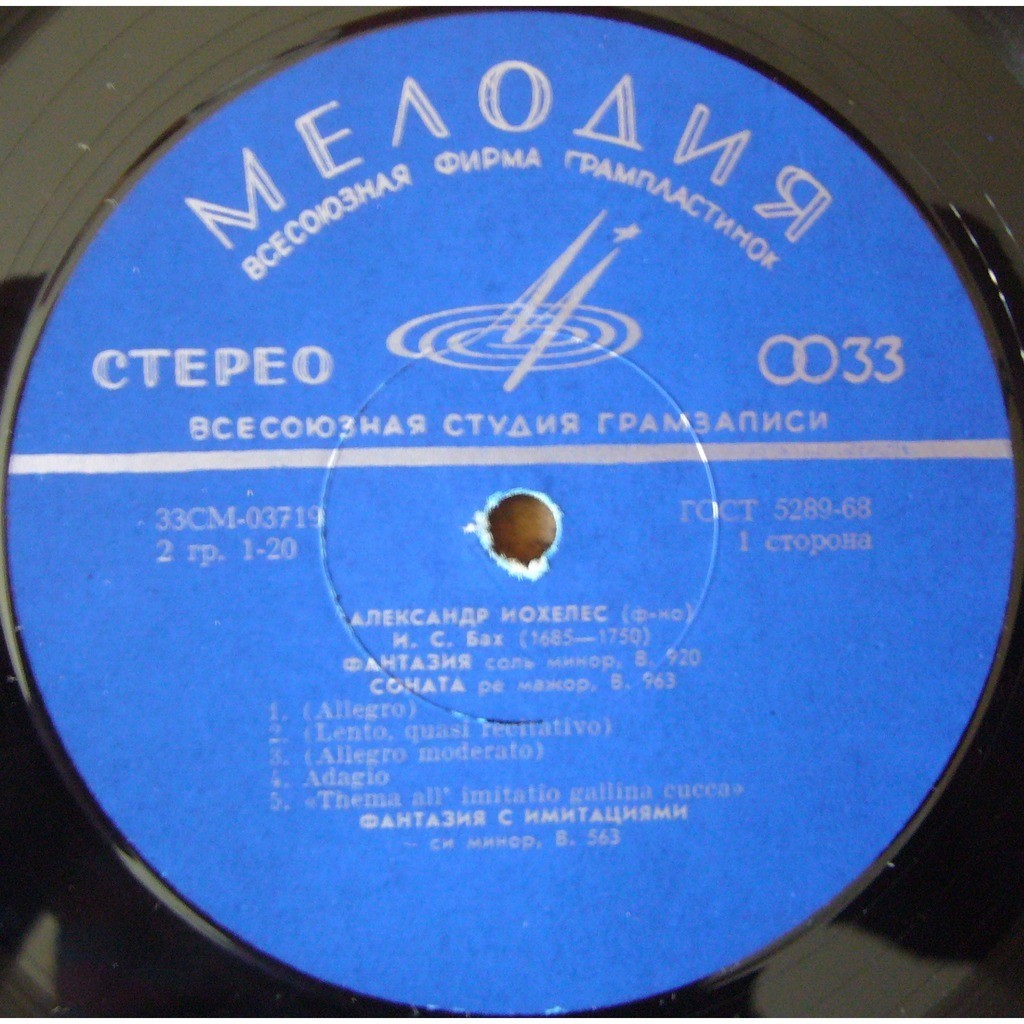 МЕЛОДИЯ
ВСЕСОЮЗНАЯ ФИРМА ГРАМПЛАСТИНОК
СТЕРЕО
33
ВСЕСОЮЗНАЯ СТУДИЯ ГРАМЗАПИСИ
33СМ-03719
ГОСТ 5289-68
2 гр. 1-20
1 сторона
АЛЕКСАНДР ИОХЕЛЕС (ф-но)
И. С. Бах (1685—1750)
ФАНТАЗИЯ соль минор, В. 920
СОНАТА ре мажор, В. 963
1. (Allegro)
2. (Lento, quasi recitativo)
3. (Allegro moderato)
4. Adagio
5. «Thema all' imitatio gallina cucca»
ФАНТАЗИЯ С ИМИТАЦИЯМИ
си минор, В. 563